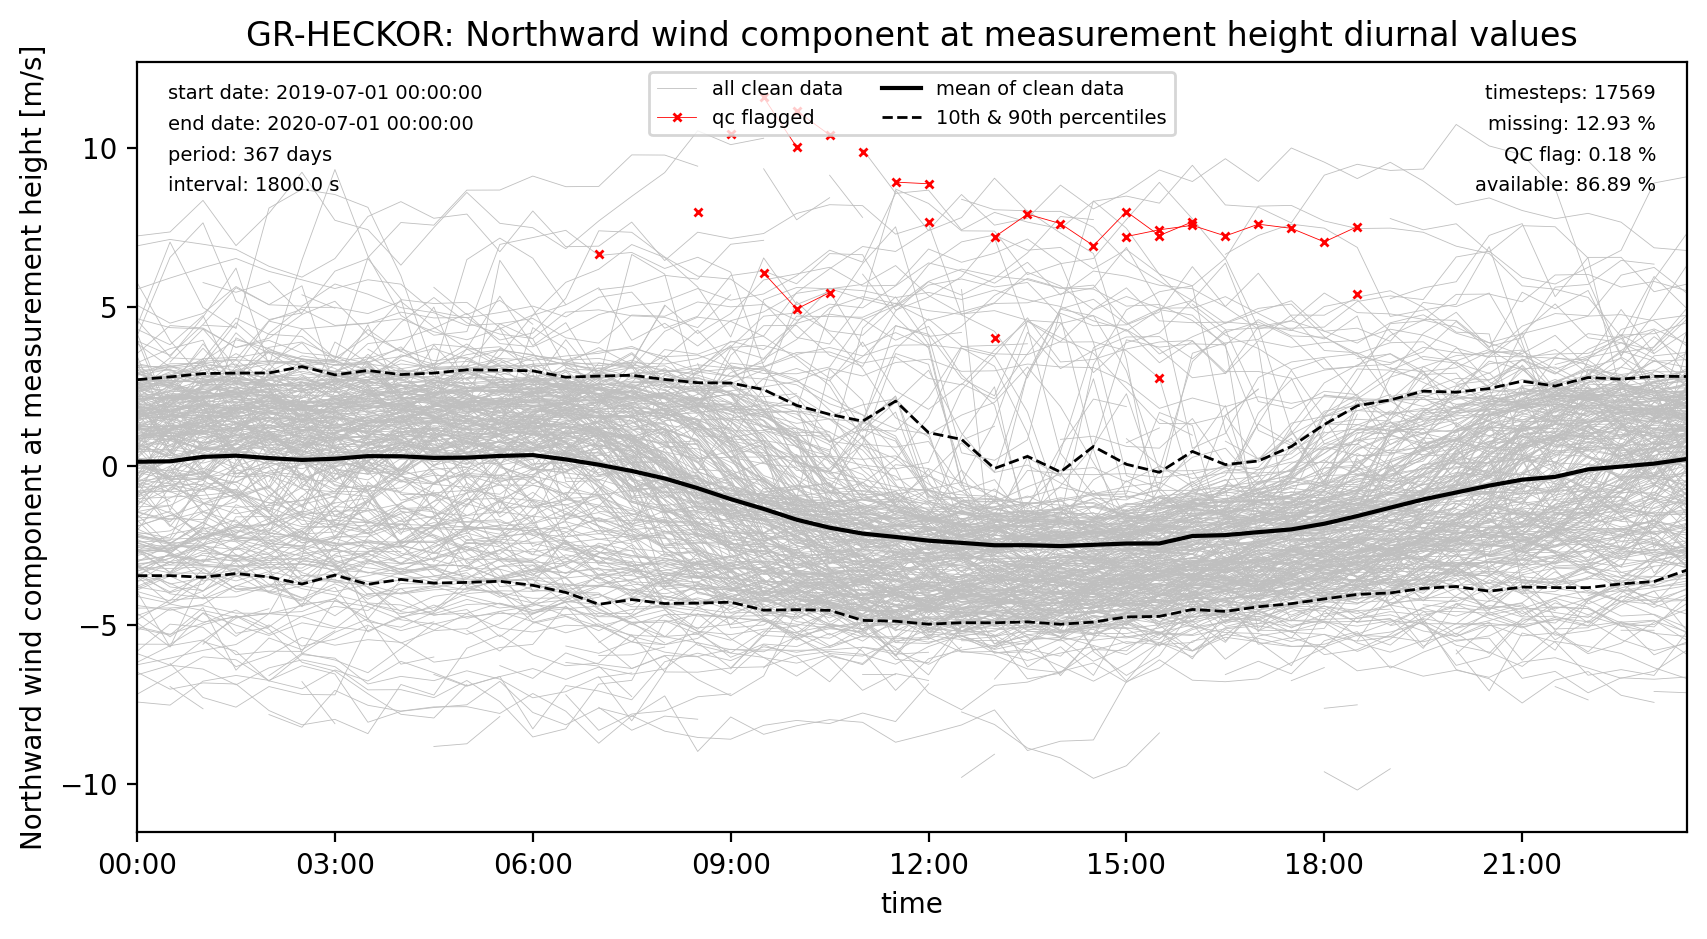 GR-HECKOR: Northward wind component at measurement height diurnal values
Northward wind component at measurement height [m/s]
start date: 2019-07-01 00:00:00
end date: 2020-07-01 00:00:00
period: 367 days
interval: 1800.0 s
all clean data
qc flagged
mean of clean data
10th & 90th percentiles
timesteps: 17569
missing: 12.93 %
QC flag: 0.18 %
available: 86.89 %
10
5
0
−5
−10
00:00 03:00 06:00 09:00 12:00 15:00 18:00 21:00
time